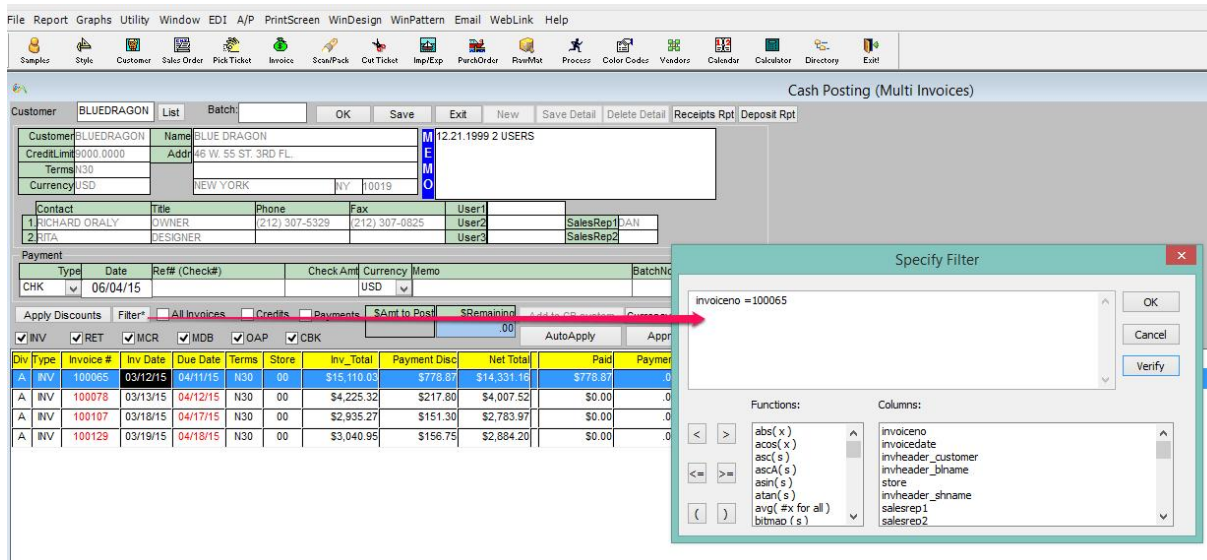 File Report Graphs Utility Window EDI A/P PrintScreen WinDesign WinPattern Email WebLink Help
Samples Style Customer Sales Order Pick Ticket Invoice Scan/Pack Cut Ticket Imp/Exp PurchOrder RawMat Process Color Codes Vendors Calendar Calculator Directory Exit!
Cash Posting (Multi Invoices)
Customer BLUEDRAGON List Batch: OK Save Exit New Save Detail Delete Detail Receipts Rpt Deposit Rpt
Customer BLUEDRAGON Name BLUE DRAGON MEMO 12.21.1999 2 USERS
CreditLimit 9000.0000 Addr 46 W. 55 ST. 3RD FL.
Terms N30
Currency USD NEW YORK NY 10019
Contact Title Phone Fax User1
1. RICHARD ORALY OWNER (212) 307-5329 (212) 307-0825 User2 SalesRep1 DAN
2. RITA DESIGNER User3 SalesRep2
Payment
Type Date Ref# (Check#) Check Amt Currency Memo BatchNo
CHK 06/04/15 USD
Apply Discounts Filter* All Invoices Credits Payments $Amt to Post $Remaining Add to CB system Currency
INV RET MCR MDB OAP CBK .00 AutoApply Appr
Div Type Invoice # Inv Date Due Date Terms Store Inv_Total Payment Disc Net Total Paid Paymen
A INV 100065 03/12/15 04/11/15 N30 00 $15,110.03 $778.87 $14,331.16 $778.87 .0
A INV 100078 03/13/15 04/12/15 N30 00 $4,225.32 $217.80 $4,007.52 $0.00 .0
A INV 100107 03/18/15 04/17/15 N30 00 $2,935.27 $151.30 $2,783.97 $0.00 .0
A INV 100129 03/19/15 04/18/15 N30 00 $3,040.95 $156.75 $2,884.20 $0.00 .0
Specify Filter
invoiceno =100065
OK
Cancel
Verify
Functions: Columns:
< > abs( x ) invoiceno
acos( x ) invoicedate
asc( s ) invheader_customer
<= >= ascA( s ) invheader_blname
asin( s ) store
atan( s ) invheader_shname
( ) avg( #x for all ) salesrep1
bitmap ( s ) salesrep2